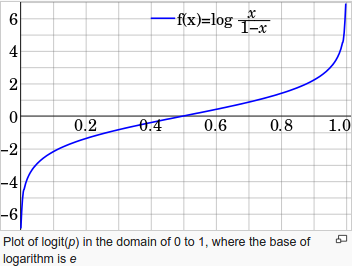 6
f(x)=log x/1−x
4
2
0
0.2 0.4 0.6 0.8 1.0
−2
−4
−6
Plot of logit(p) in the domain of 0 to 1, where the base of
logarithm is e